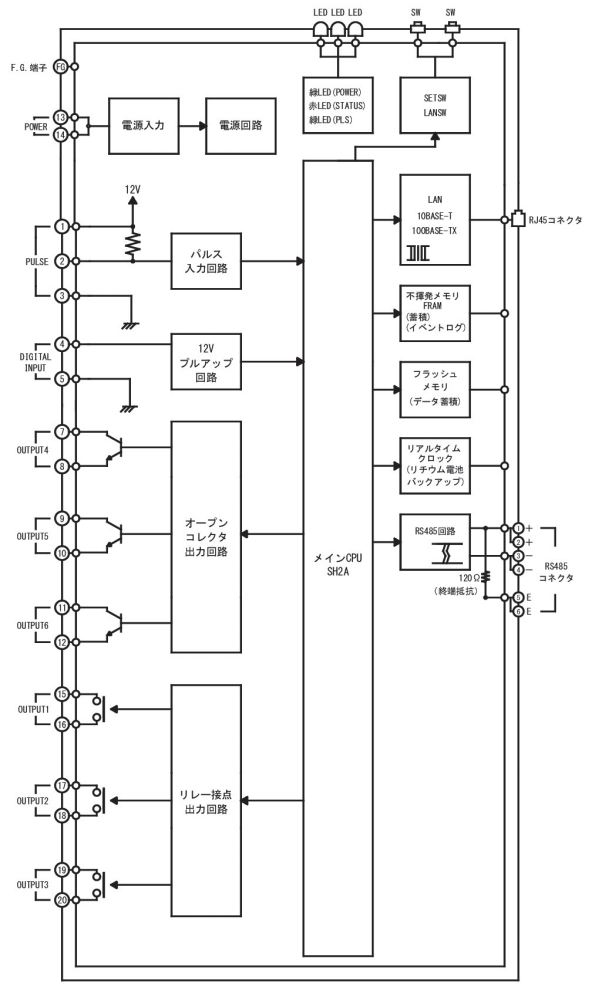 LED LED LED
SW SW
F.G.端子
FG
緑LED(POWER)
赤LED(STATUS)
緑LED(PLS)
SETSW
LANSW
POWER
13
14
電源入力
電源回路
12V
PULSE
1
2
3
パルス
入力回路
LAN
10BASE-T
100BASE-TX
RJ45コネクタ
不揮発メモリ
FRAM
(蓄積)
(イベントログ)
DIGITAL
INPUT
4
5
12V
プルアップ
回路
フラッシュ
メモリ
(データ蓄積)
OUTPUT4
7
8
リアルタイム
クロック
(リチウム電池
バックアップ)
OUTPUT5
9
10
オープン
コレクタ
出力回路
メインCPU
SH2A
RS485回路
120Ω
(終端抵抗)
1 +
2 +
3 −
4 −
5 E
6 E
RS485
コネクタ
OUTPUT6
11
12
OUTPUT1
15
16
OUTPUT2
17
18
リレー接点
出力回路
OUTPUT3
19
20